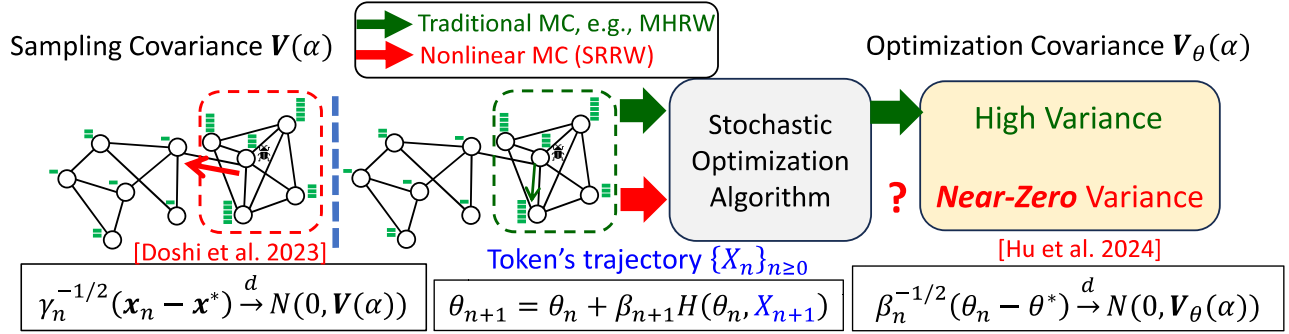 Traditional MC, e.g., MHRW
Nonlinear MC (SRRW)
Sampling Covariance 𝑽(𝛼)
Optimization Covariance 𝑽_𝜃(𝛼)
Stochastic
Optimization
Algorithm
High Variance
?
Near-Zero Variance
[Doshi et al. 2023]
Token's trajectory {𝑋_𝑛}_{𝑛≥0}
[Hu et al. 2024]
𝛾_𝑛^{−1/2}(𝒙_𝑛 − 𝒙^*) →^𝑑 𝑁(0, 𝑽(𝛼))
𝜃_{𝑛+1} = 𝜃_𝑛 + 𝛽_{𝑛+1}𝐻(𝜃_𝑛, 𝑋_{𝑛+1})
𝛽_𝑛^{−1/2}(𝜃_𝑛 − 𝜃^*) →^𝑑 𝑁(0, 𝑽_𝜃(𝛼))